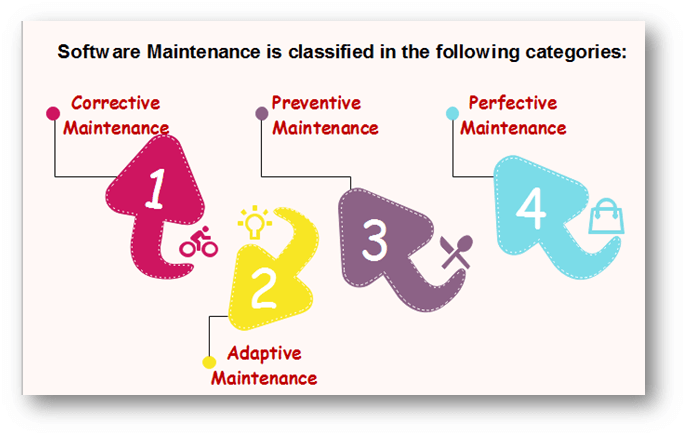 Software Maintenance is classified in the following categories:
Corrective
Maintenance
1
2
Adaptive
Maintenance
Preventive
Maintenance
3
Perfective
Maintenance
4